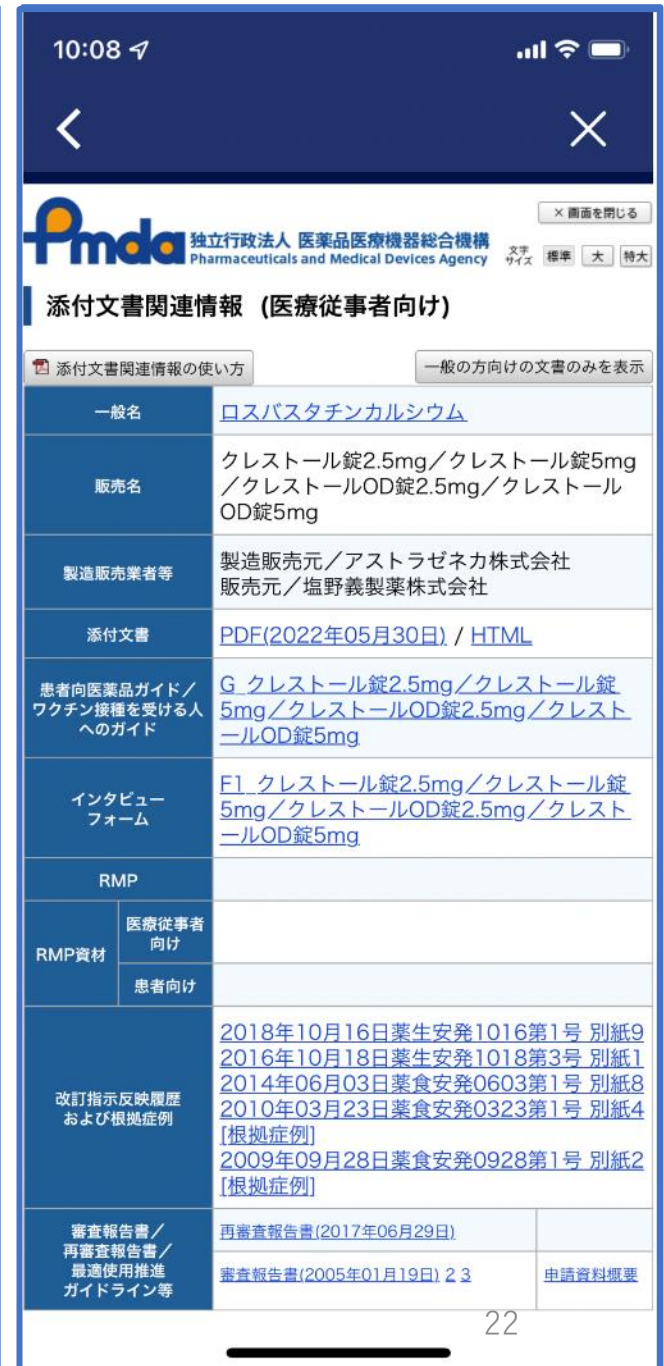 10:08
pmda 独立行政法人 医薬品医療機器総合機構
Pharmaceuticals and Medical Devices Agency
× 画面を閉じる
文字サイズ 標準 大 特大
添付文書関連情報 (医療従事者向け)
添付文書関連情報の使い方
一般の方向けの文書のみを表示
一般名
ロスバスタチンカルシウム
販売名
クレストール錠2.5mg/クレストール錠5mg
/クレストールOD錠2.5mg/クレストール
OD錠5mg
製造販売業者等
製造販売元/アストラゼネカ株式会社
販売元/塩野義製薬株式会社
添付文書
PDF(2022年05月30日) / HTML
患者向医薬品ガイド/
ワクチン接種を受ける人
へのガイド
G_クレストール錠2.5mg/クレストール錠
5mg/クレストールOD錠2.5mg/クレスト
ールOD錠5mg
インタビュー
フォーム
F1_クレストール錠2.5mg/クレストール錠
5mg/クレストールOD錠2.5mg/クレスト
ールOD錠5mg
RMP
RMP資材
医療従事者
向け
患者向け
改訂指示反映履歴
および根拠症例
2018年10月16日薬生安発1016第1号 別紙9
2016年10月18日薬生安発1018第3号 別紙1
2014年06月03日薬食安発0603第1号 別紙8
2010年03月23日薬食安発0323第1号 別紙4
[根拠症例]
2009年09月28日薬食安発0928第1号 別紙2
[根拠症例]
審査報告書/
再審査報告書/
最適使用推進
ガイドライン等
再審査報告書(2017年06月29日)
審査報告書(2005年01月19日) 2 3
申請資料概要
22